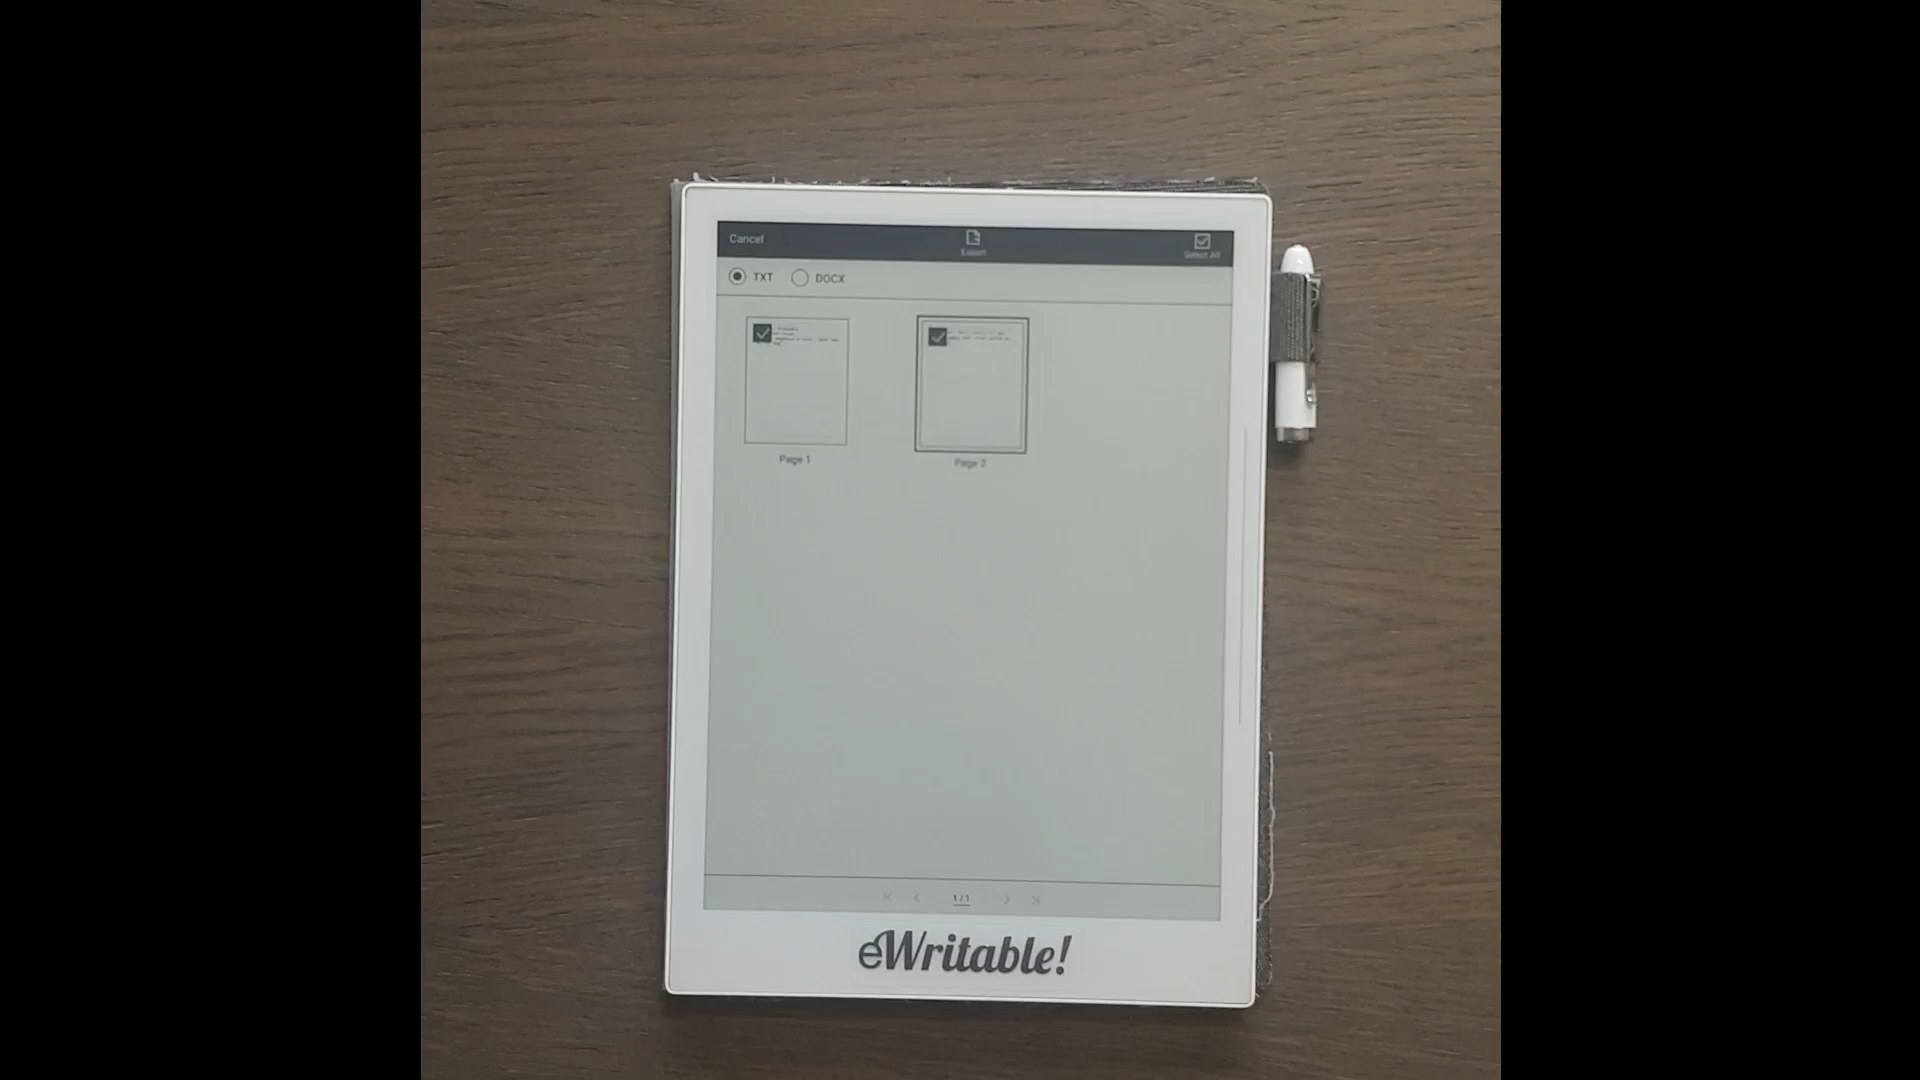 Cancel
Export
Select All
TXT
DOCX
Page 1
Page 2
1/1
eWritable!